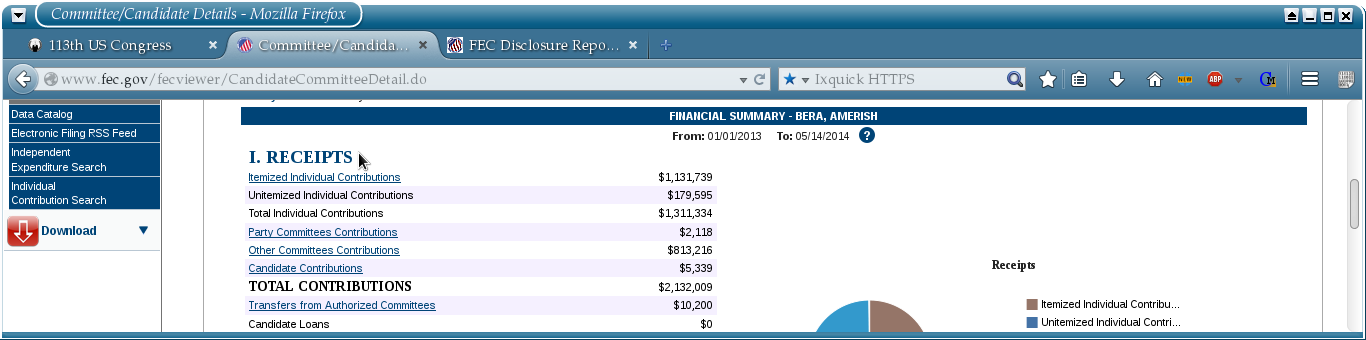 Committee/Candidate Details - Mozilla Firefox
113th US Congress
Committee/Candida...
FEC Disclosure Repo...
www.fec.gov/fecviewer/CandidateCommitteeDetail.do
Ixquick HTTPS
NEW
ABP
Data Catalog
Electronic Filing RSS Feed
Independent
Expenditure Search
Individual
Contribution Search
Download
FINANCIAL SUMMARY - BERA, AMERISH
From: 01/01/2013 To: 05/14/2014 ?
I. RECEIPTS
Itemized Individual Contributions $1,131,739
Unitemized Individual Contributions $179,595
Total Individual Contributions $1,311,334
Party Committees Contributions $2,118
Other Committees Contributions $813,216
Candidate Contributions $5,339
TOTAL CONTRIBUTIONS $2,132,009
Transfers from Authorized Committees $10,200
Candidate Loans $0
Receipts
Itemized Individual Contribu...
Unitemized Individual Contri...